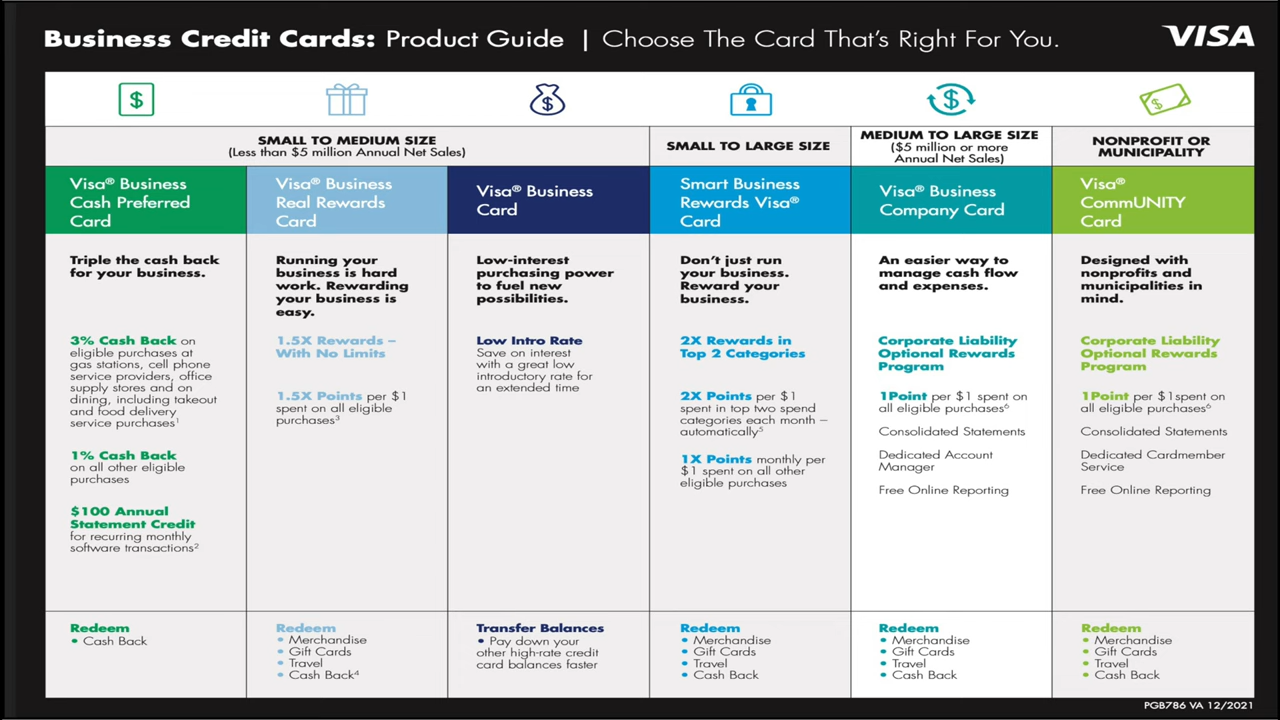 Business Credit Cards: Product Guide | Choose The Card That's Right For You.
VISA
SMALL TO MEDIUM SIZE
(Less than $5 million Annual Net Sales)
SMALL TO LARGE SIZE
MEDIUM TO LARGE SIZE
($5 million or more
Annual Net Sales)
NONPROFIT OR
MUNICIPALITY
Visa® Business
Cash Preferred
Card
Triple the cash back
for your business.
3% Cash Back on
eligible purchases at
gas stations, cell phone
service providers, office
supply stores and on
dining, including takeout
and food delivery
service purchases¹
1% Cash Back
on all other eligible
purchases
$100 Annual
Statement Credit
for recurring monthly
software transactions²
Redeem
• Cash Back
Visa® Business
Real Rewards
Card
Running your
business is hard
work. Rewarding
your business is
easy.
1.5X Rewards –
With No Limits
1.5X Points per $1
spent on all eligible
purchases³
Redeem
• Merchandise
• Gift Cards
• Travel
• Cash Back⁴
Visa® Business
Card
Low-interest
purchasing power
to fuel new
possibilities.
Low Intro Rate
Save on interest
with a great low
introductory rate for
an extended time
Transfer Balances
• Pay down your
other high-rate credit
card balances faster
Smart Business
Rewards Visa®
Card
Don't just run
your business.
Reward your
business.
2X Rewards in
Top 2 Categories
2X Points per $1
spent in top two spend
categories each month –
automatically⁵
1X Points monthly per
$1 spent on all other
eligible purchases
Redeem
• Merchandise
• Gift Cards
• Travel
• Cash Back
Visa® Business
Company Card
An easier way to
manage cash flow
and expenses.
Corporate Liability
Optional Rewards
Program
1Point per $1 spent on
all eligible purchases⁶
Consolidated Statements
Dedicated Account
Manager
Free Online Reporting
Redeem
• Merchandise
• Gift Cards
• Travel
• Cash Back
Visa®
CommUNITY
Card
Designed with
nonprofits and
municipalities in
mind.
Corporate Liability
Optional Rewards
Program
1Point per $1spent on
all eligible purchases⁶
Consolidated Statements
Dedicated Cardmember
Service
Free Online Reporting
Redeem
• Merchandise
• Gift Cards
• Travel
• Cash Back
PGB786 VA 12/2021